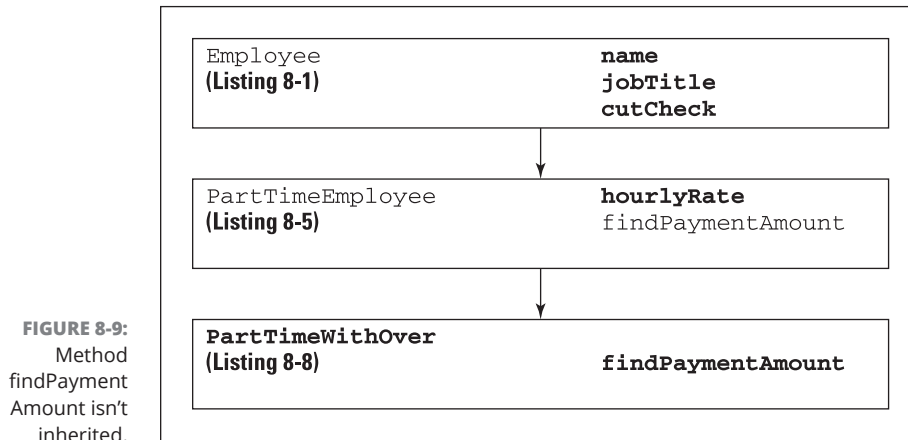 Employee name
(Listing 8-1) jobTitle
cutCheck
PartTimeEmployee hourlyRate
(Listing 8-5) findPaymentAmount
PartTimeWithOver
(Listing 8-8) findPaymentAmount
FIGURE 8-9:
Method
findPayment
Amount isn't
inherited.